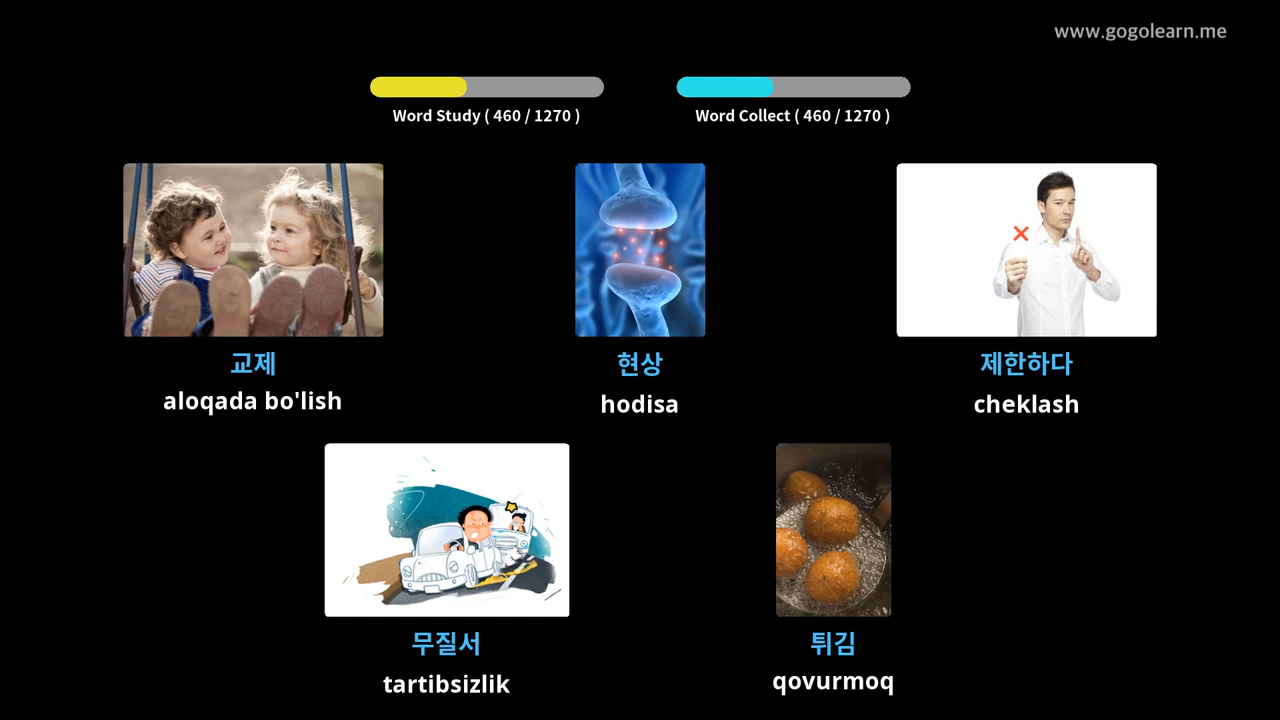 www.gogolearn.me
Word Study ( 460 / 1270 )
Word Collect ( 460 / 1270 )
교제
aloqada bo'lish
현상
hodisa
제한하다
cheklash
무질서
tartibsizlik
튀김
qovurmoq